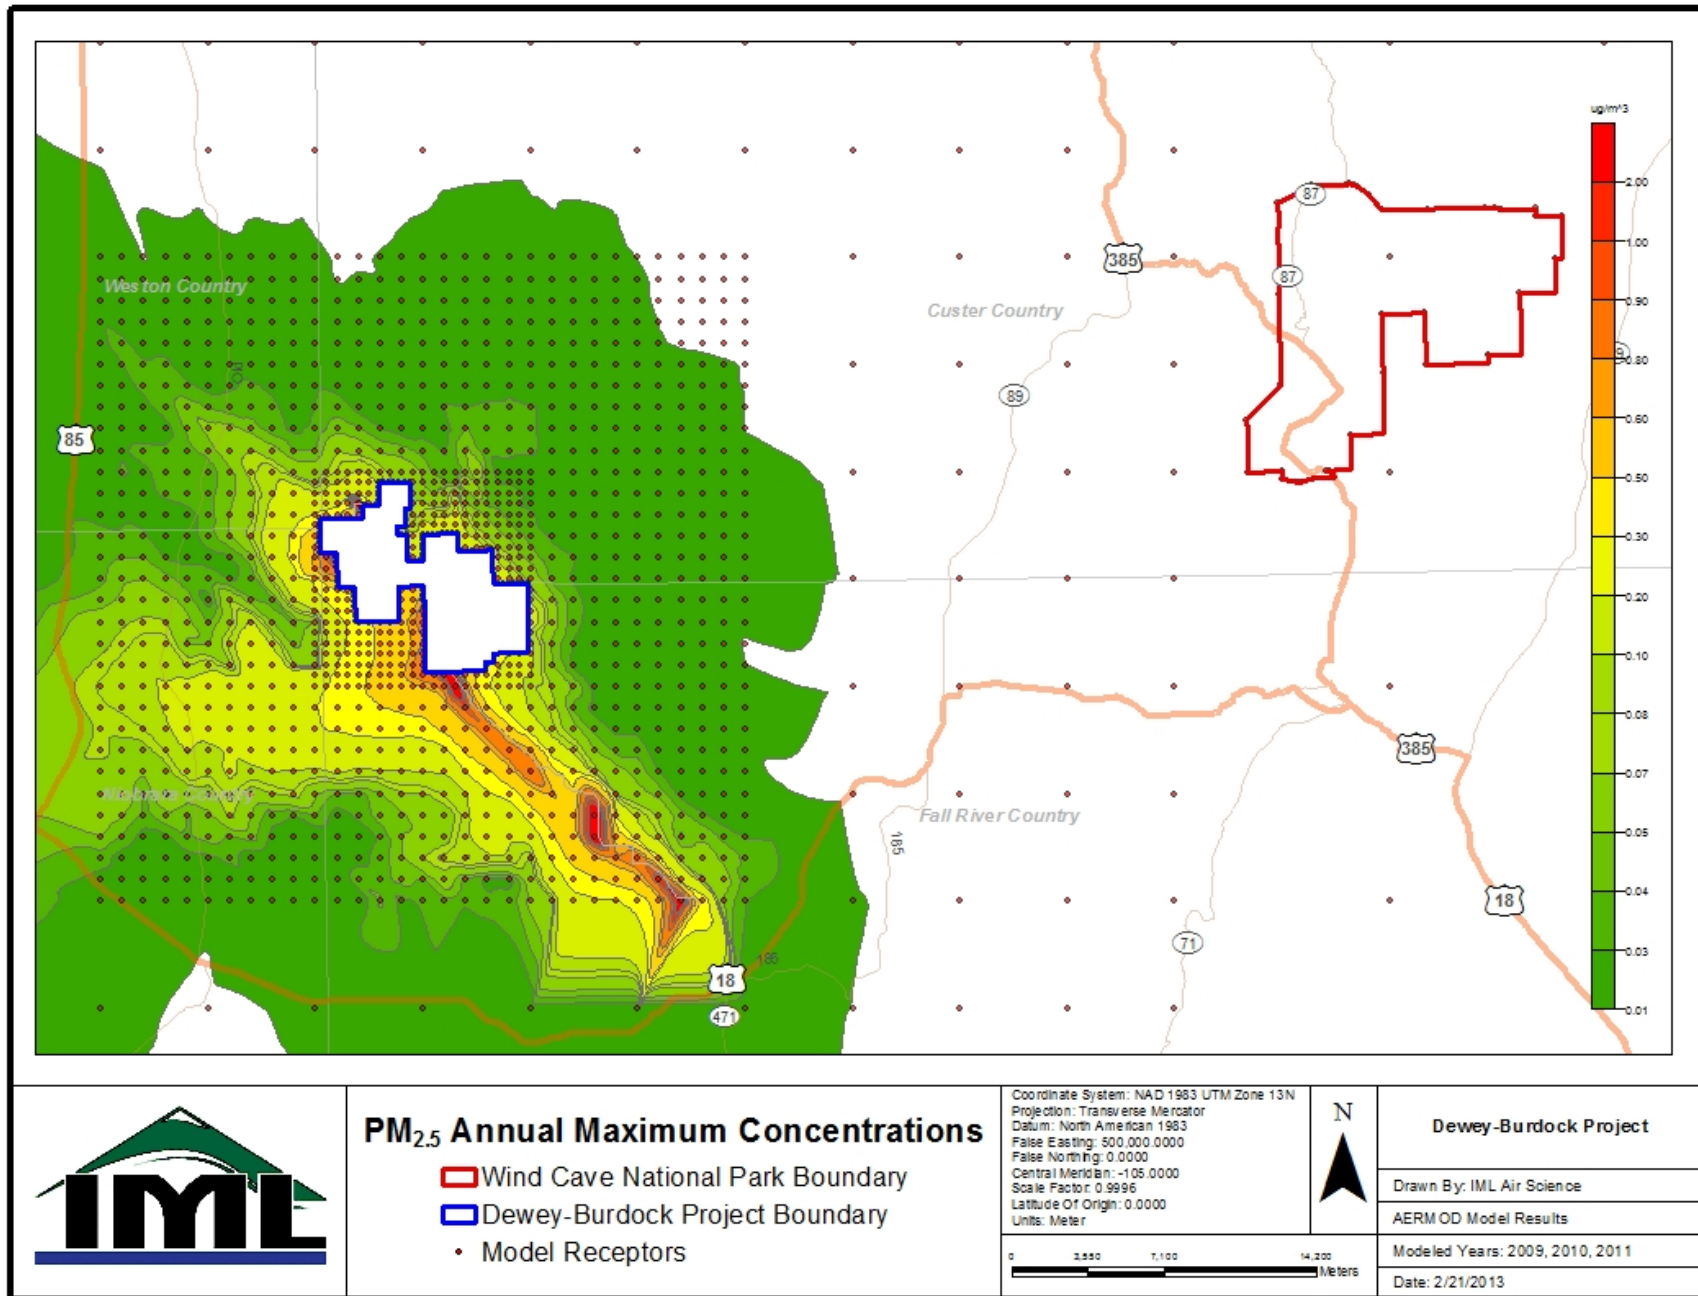 ug/m^3
2.00
1.00
0.90
0.80
0.60
0.50
0.30
0.20
0.10
0.08
0.07
0.05
0.04
0.03
0.01
87
385
87
Weston Country
Custer Country
89
85
385
Niobrara Country
Fall River Country
185
18
71
185
18
471
IML
PM2.5 Annual Maximum Concentrations
Wind Cave National Park Boundary
Dewey-Burdock Project Boundary
Model Receptors
Coordinate System: NAD 1983 UTM Zone 13N
Projection: Transverse Mercator
Datum: North American 1983
False Easting: 500,000.0000
False Northing: 0.0000
Central Meridian: -105.0000
Scale Factor: 0.9996
Latitude Of Origin: 0.0000
Units: Meter
0 3,550 7,100 14,200
Meters
N
Dewey-Burdock Project
Drawn By: IML Air Science
AERMOD Model Results
Modeled Years: 2009, 2010, 2011
Date: 2/21/2013